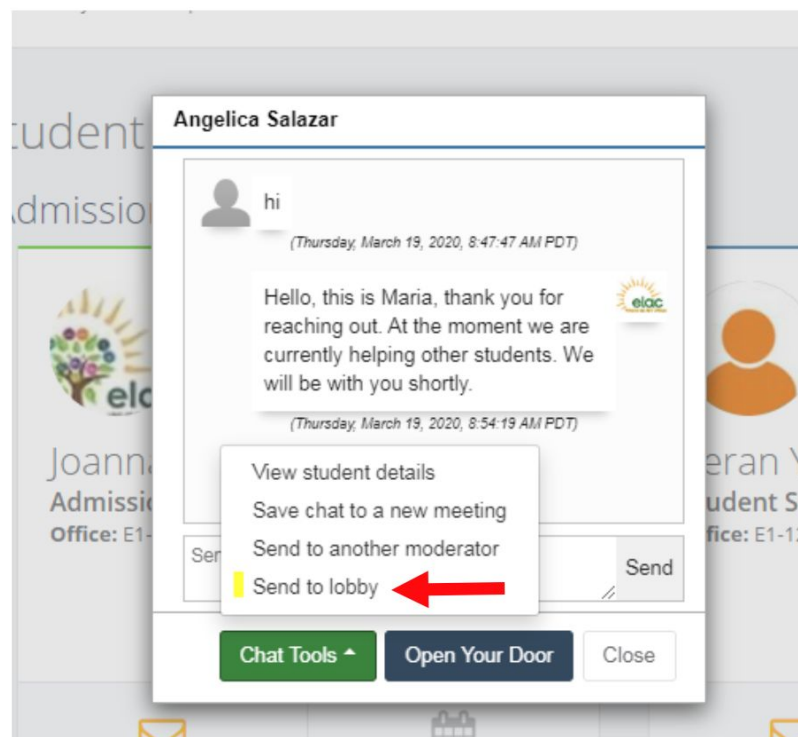 Angelica Salazar
tudent
hi
dmissio
(Thursday, March 19, 2020, 8:47:47 AM PDT)
Hello, this is Maria, thank you for
elac
reaching out. At the moment we are
currently helping other students. We
will be with you shortly.
elc
(Thursday, March 19, 2020, 8:54:19 AM PDT)
Joanna
eran
View student details
Admissio
udent S
Save chat to a new meeting
Office: E1-
fice: E1-12
Send to another moderator
Ser
Send
Send to lobby
Chat Tools
Open Your Door
Close